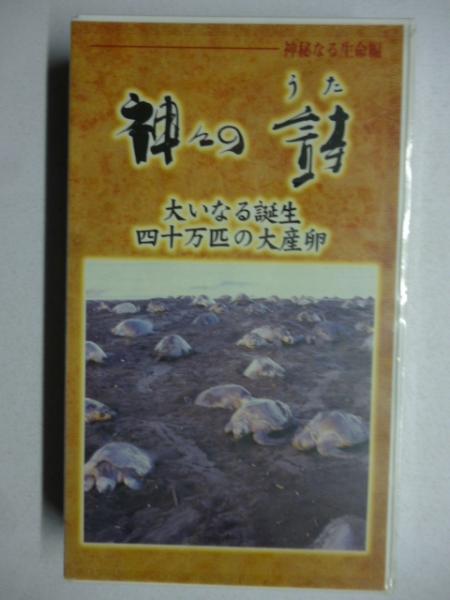 神秘なる生命編
うた
神々の 詩
大いなる誕生
四十万匹の大産卵